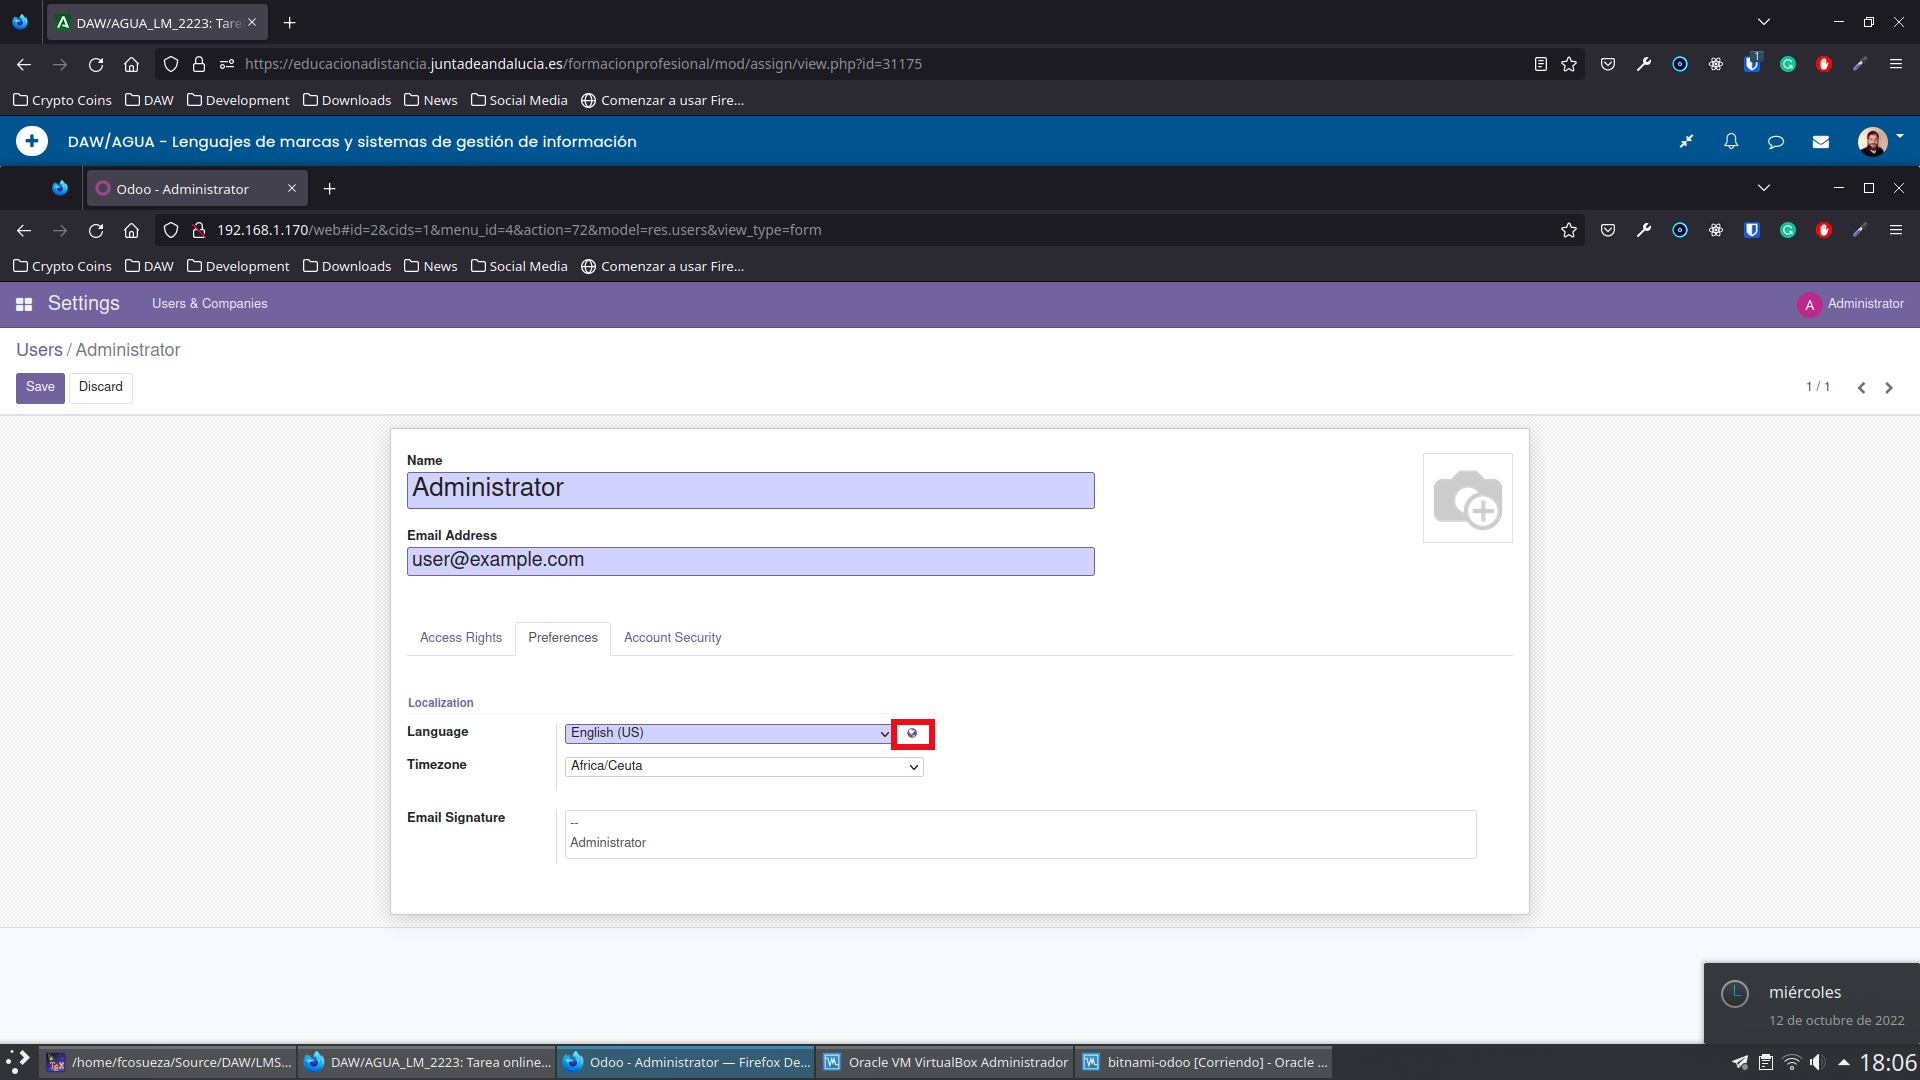 DAW/AGUA_LM_2223: Tare
https://educacionadistancia.juntadeandalucia.es/formacionprofesional/mod/assign/view.php?id=31175
1
Crypto Coins DAW Development Downloads News Social Media Comenzar a usar Fire...
DAW/AGUA - Lenguajes de marcas y sistemas de gestión de información
Odoo - Administrator
192.168.1.170/web#id=2&cids=1&menu_id=4&action=72&model=res.users&view_type=form
Crypto Coins DAW Development Downloads News Social Media Comenzar a usar Fire...
Settings Users & Companies A Administrator
Users / Administrator
Save Discard 1 / 1
Name
Administrator
Email Address
user@example.com
Access Rights Preferences Account Security
Localization
Language English (US)
Timezone Africa/Ceuta
Email Signature --
Administrator
miércoles
12 de octubre de 2022
/home/fcosueza/Source/DAW/LMS... DAW/AGUA_LM_2223: Tarea online... Odoo - Administrator — Firefox De... Oracle VM VirtualBox Administrador bitnami-odoo [Corriendo] - Oracle ... 18:06